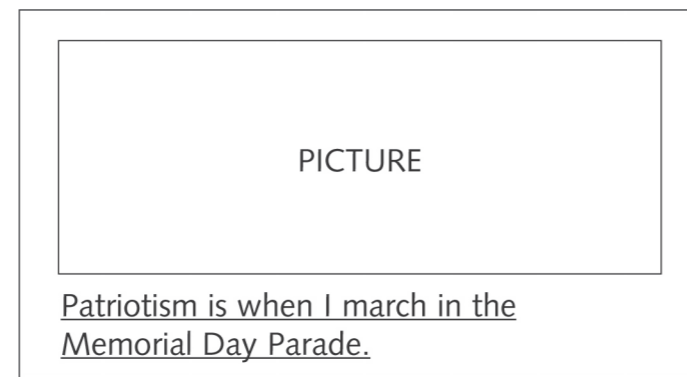 PICTURE
Patriotism is when I march in the
Memorial Day Parade.